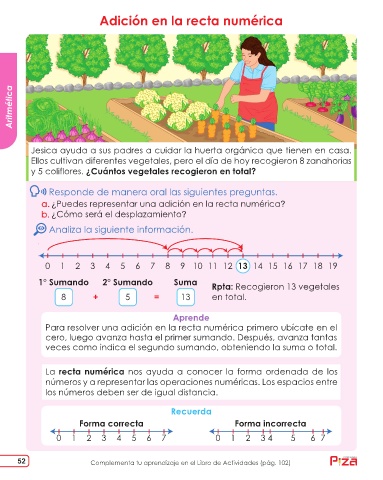 Adición en la recta numérica
Aritmética
Jesica ayuda a sus padres a cuidar la huerta orgánica que tienen en casa.
Ellos cultivan diferentes vegetales, pero el día de hoy recogieron 8 zanahorias
y 5 coliflores. ¿Cuántos vegetales recogieron en total?
Responde de manera oral las siguientes preguntas.
a. ¿Puedes representar una adición en la recta numérica?
b. ¿Cómo será el desplazamiento?
Analiza la siguiente información.
0 1 2 3 4 5 6 7 8 9 10 11 12 13 14 15 16 17 18 19
1° Sumando 2° Sumando Suma
8 + 5 = 13
Rpta: Recogieron 13 vegetales
en total.
Aprende
Para resolver una adición en la recta numérica primero ubícate en el
cero, luego avanza hasta el primer sumando. Después, avanza tantas
veces como indica el segundo sumando, obteniendo la suma o total.
La recta numérica nos ayuda a conocer la forma ordenada de los
números y a representar las operaciones numéricas. Los espacios entre
los números deben ser de igual distancia.
Recuerda
Forma correcta Forma incorrecta
0 1 2 3 4 5 6 7 0 1 2 3 4 5 6 7
52
Complementa tu aprendizaje en el Libro de Actividades (pág. 102)